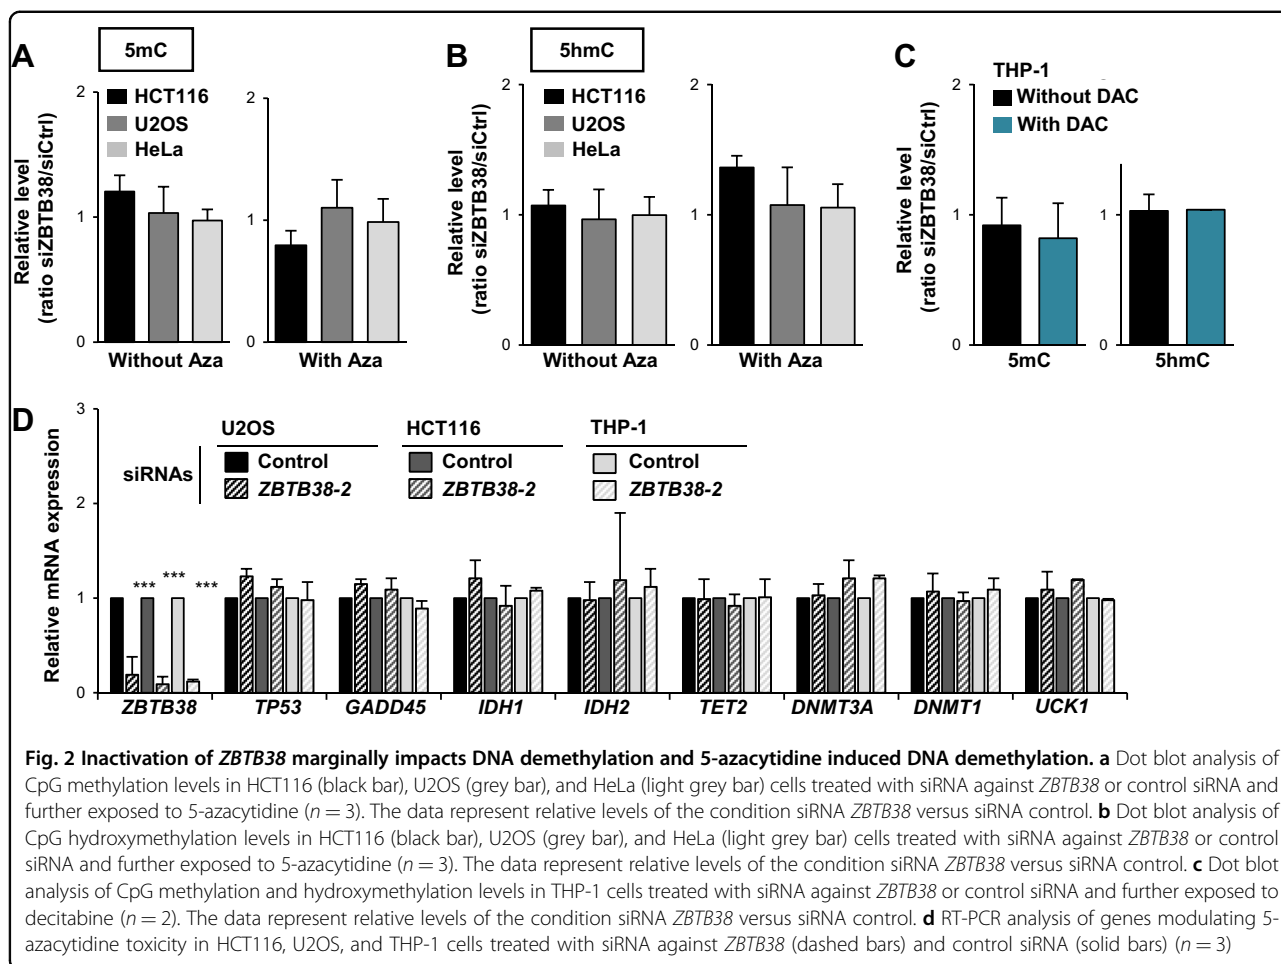 A
5mC
Relative level
(ratio siZBTB38/siCtrl)
2
1
0
HCT116
U2OS
HeLa
Without Aza
2
1
0
With Aza
B
5hmC
Relative level
(ratio siZBTB38/siCtrl)
2
1
0
HCT116
U2OS
HeLa
Without Aza
2
1
0
With Aza
C
THP-1
Without DAC
With DAC
Relative level
(ratio siZBTB38/siCtrl)
2
1
0
5mC
1
0
5hmC
D
Relative mRNA expression
3
2
1
0
siRNAs
U2OS
Control
ZBTB38-2
HCT116
Control
ZBTB38-2
THP-1
Control
ZBTB38-2
*** *** ***
ZBTB38 TP53 GADD45 IDH1 IDH2 TET2 DNMT3A DNMT1 UCK1
Fig. 2 Inactivation of ZBTB38 marginally impacts DNA demethylation and 5-azacytidine induced DNA demethylation. a Dot blot analysis of
CpG methylation levels in HCT116 (black bar), U2OS (grey bar), and HeLa (light grey bar) cells treated with siRNA against ZBTB38 or control siRNA and
further exposed to 5-azacytidine (n = 3). The data represent relative levels of the condition siRNA ZBTB38 versus siRNA control. b Dot blot analysis of
CpG hydroxymethylation levels in HCT116 (black bar), U2OS (grey bar), and HeLa (light grey bar) cells treated with siRNA against ZBTB38 or control
siRNA and further exposed to 5-azacytidine (n = 3). The data represent relative levels of the condition siRNA ZBTB38 versus siRNA control. c Dot blot
analysis of CpG methylation and hydroxymethylation levels in THP-1 cells treated with siRNA against ZBTB38 or control siRNA and further exposed to
decitabine (n = 2). The data represent relative levels of the condition siRNA ZBTB38 versus siRNA control. d RT-PCR analysis of genes modulating 5-
azacytidine toxicity in HCT116, U2OS, and THP-1 cells treated with siRNA against ZBTB38 (dashed bars) and control siRNA (solid bars) (n = 3)